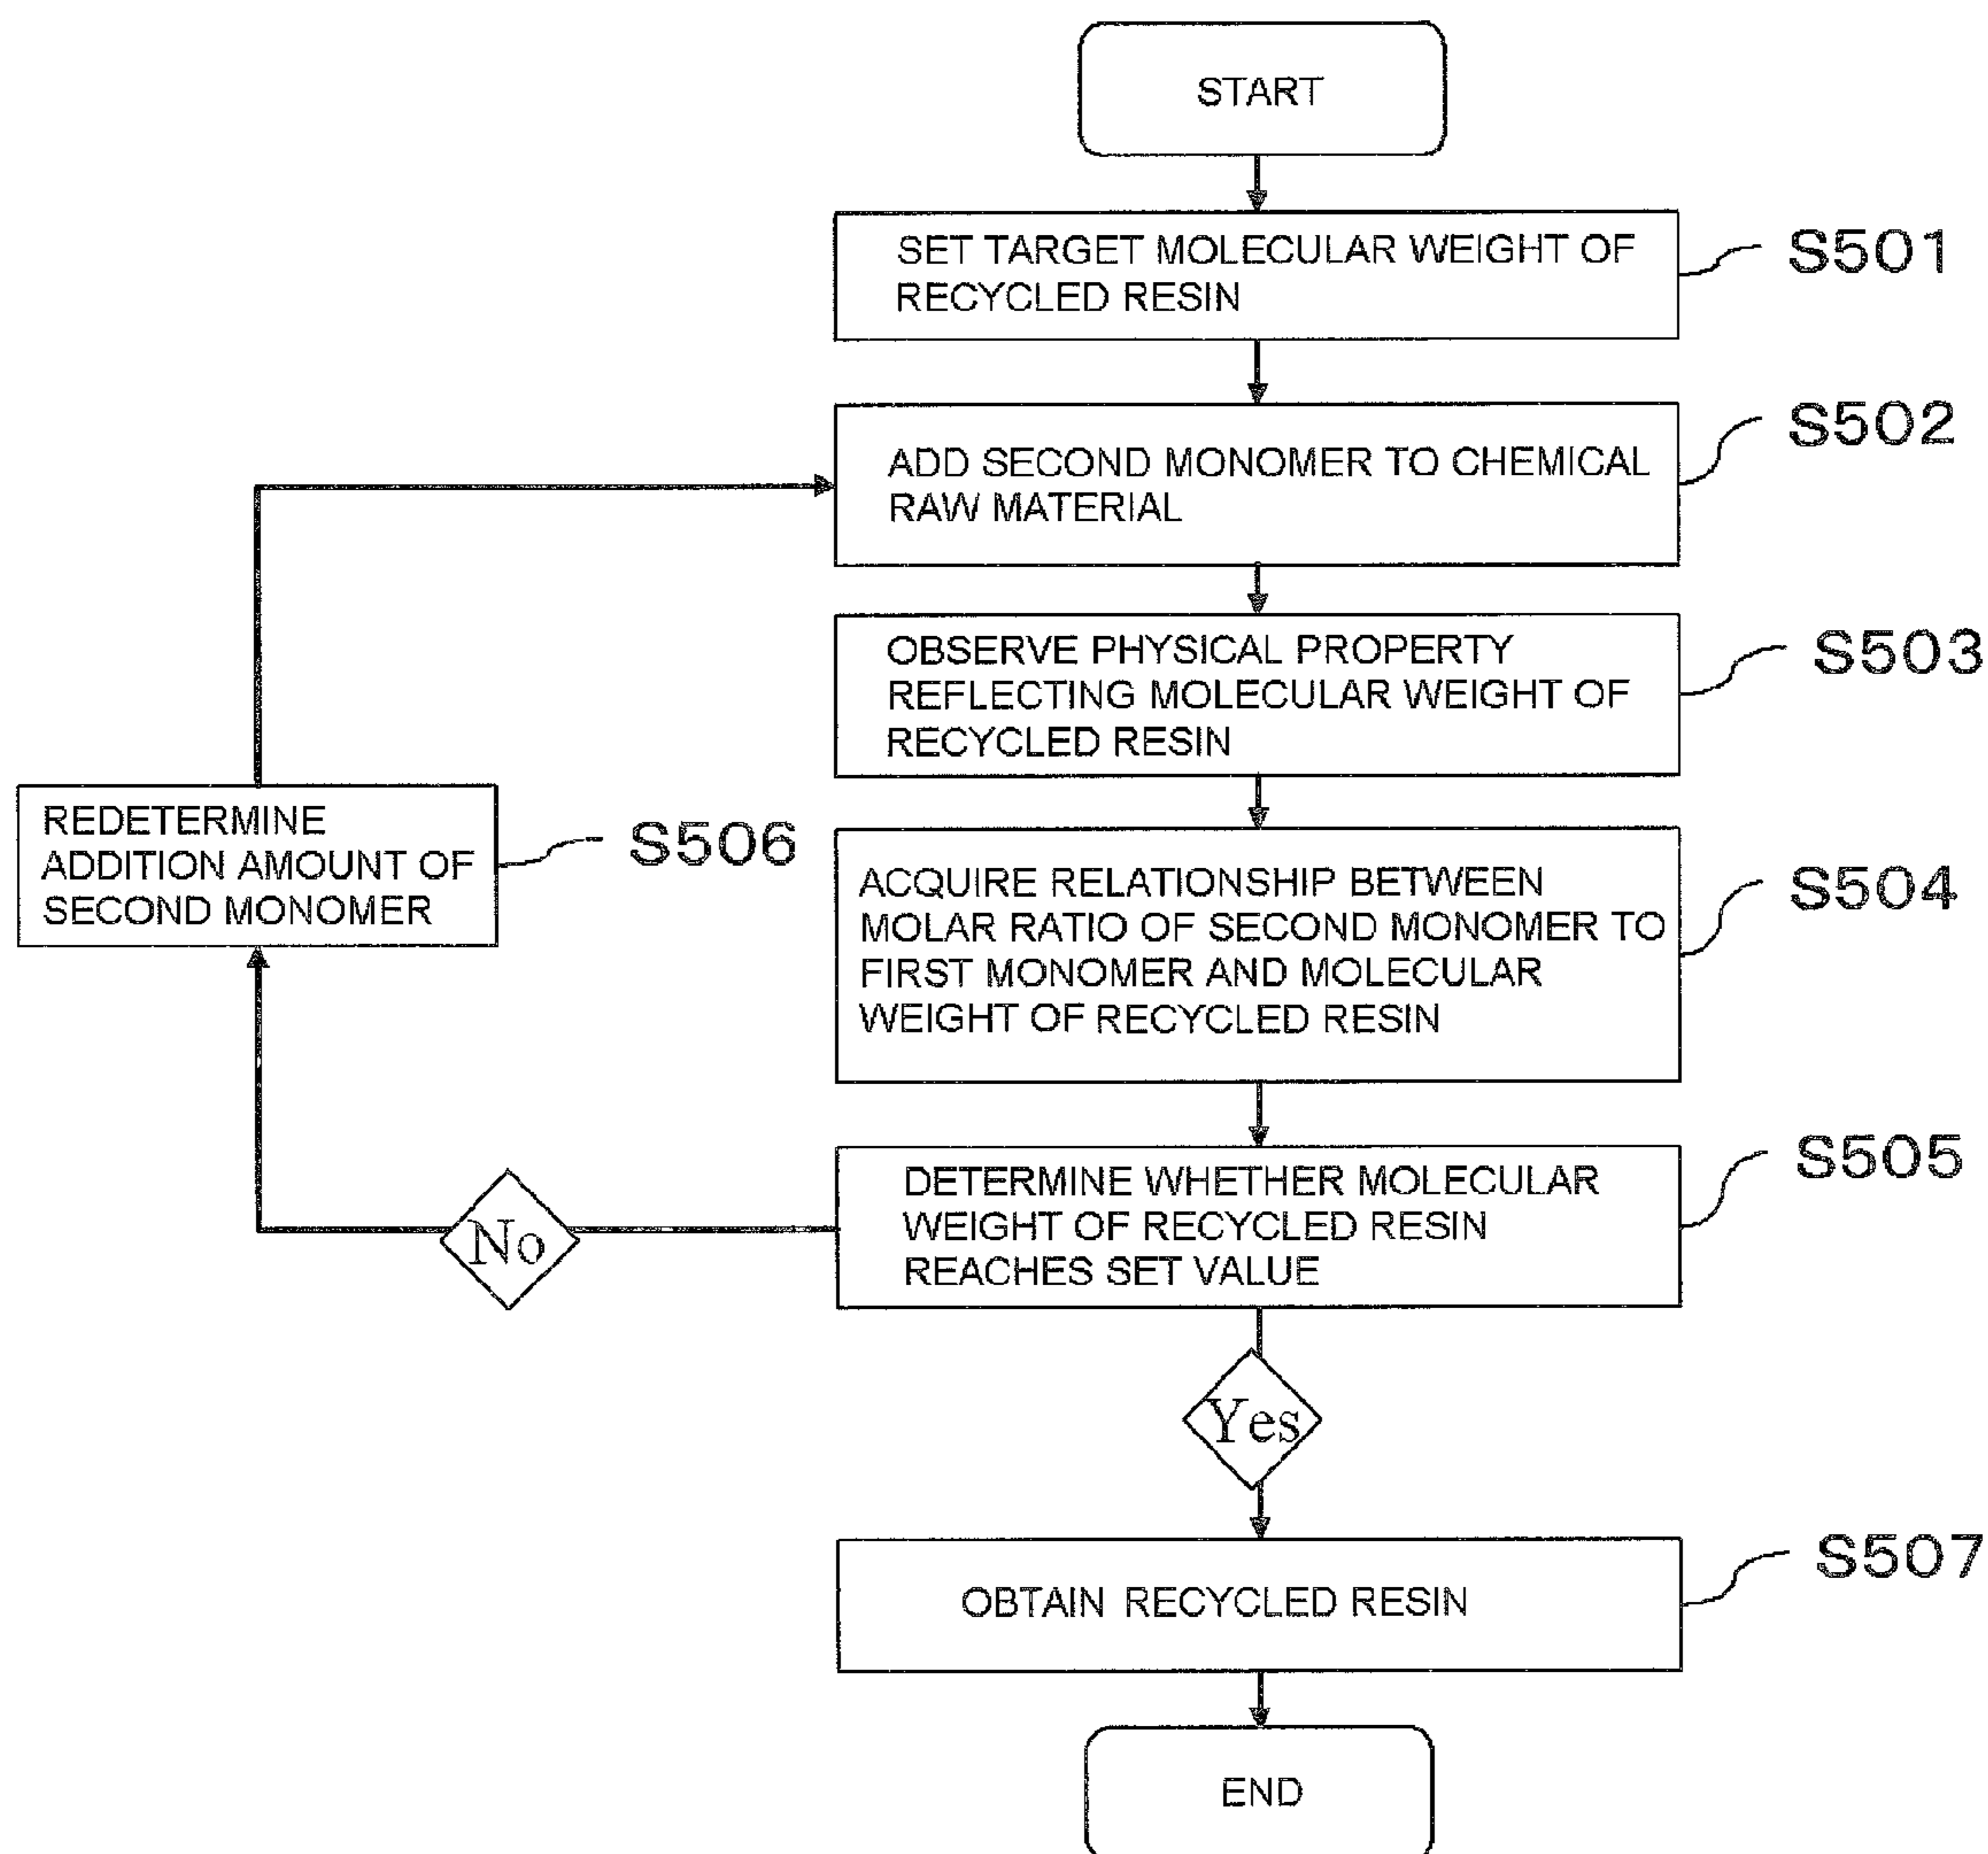 START
SET TARGET MOLECULAR WEIGHT OF
RECYCLED RESIN
S501
ADD SECOND MONOMER TO CHEMICAL
RAW MATERIAL
S502
OBSERVE PHYSICAL PROPERTY
REFLECTING MOLECULAR WEIGHT OF
RECYCLED RESIN
S503
ACQUIRE RELATIONSHIP BETWEEN
MOLAR RATIO OF SECOND MONOMER TO
FIRST MONOMER AND MOLECULAR
WEIGHT OF RECYCLED RESIN
S504
DETERMINE WHETHER MOLECULAR
WEIGHT OF RECYCLED RESIN
REACHES SET VALUE
S505
No
REDETERMINE
ADDITION AMOUNT OF
SECOND MONOMER
S506
Yes
OBTAIN RECYCLED RESIN
S507
END